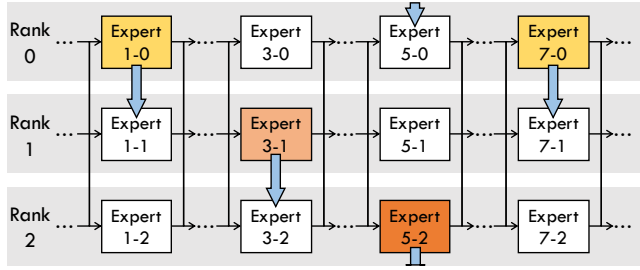 Rank
0
... Expert
1-0 ... Expert
3-0 ... Expert
5-0 ... Expert
7-0 ...
Rank
1
... Expert
1-1 ... Expert
3-1 ... Expert
5-1 ... Expert
7-1 ...
Rank
2
... Expert
1-2 ... Expert
3-2 ... Expert
5-2 ... Expert
7-2 ...